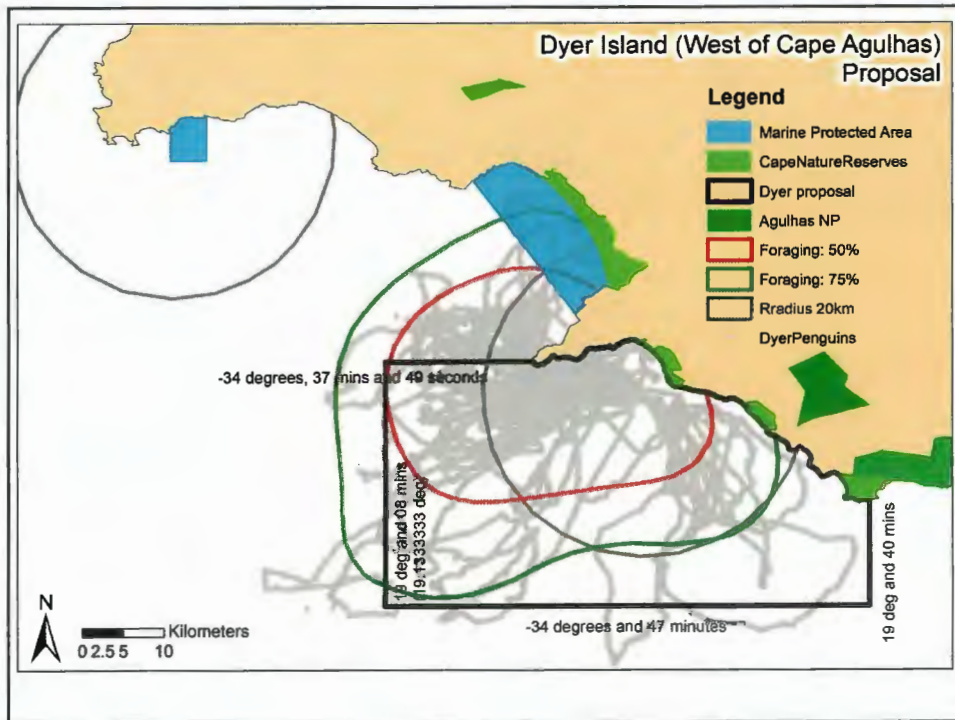 Dyer Island (West of Cape Agulhas)
Proposal
Legend
Marine Protected Area
CapeNatureReserves
Dyer proposal
Agulhas NP
Foraging: 50%
Foraging: 75%
Rradius 20km
DyerPenguins
-34 degrees, 37 mins and 49 seconds
19 deg and 08 mins
19.1333333 deg
19 deg and 40 mins
-34 degrees and 47 minutes
N
Kilometers
0 2.5 5 10